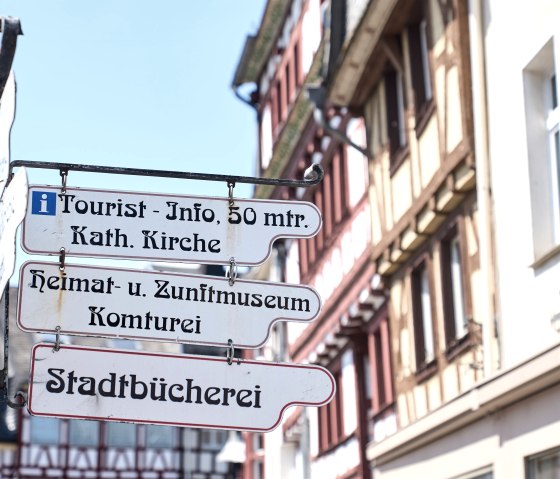 i Tourist - Info, 50 mtr.
Kath. Kirche
Heimat- u. Zunftmuseum
Komturei
Stadtbücherei